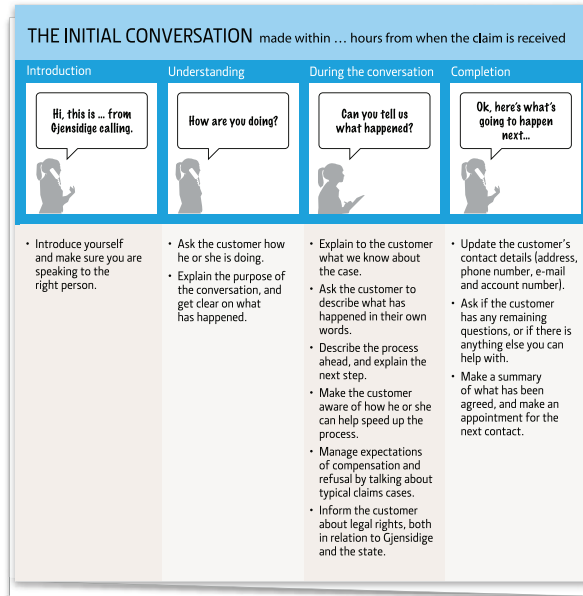 THE INITIAL CONVERSATION made within … hours from when the claim is received
Introduction
Hi, this is … from
Gjensidige calling.
• Introduce yourself
and make sure you are
speaking to the
right person.
Understanding
How are you doing?
• Ask the customer how
he or she is doing.
• Explain the purpose of
the conversation, and
get clear on what
has happened.
During the conversation
Can you tell us
what happened?
• Explain to the customer
what we know about
the case.
• Ask the customer to
describe what has
happened in their own
words.
• Describe the process
ahead, and explain the
next step.
• Make the customer
aware of how he or she
can help speed up the
process.
• Manage expectations
of compensation and
refusal by talking about
typical claims cases.
• Inform the customer
about legal rights, both
in relation to Gjensidige
and the state.
Completion
Ok, here's what's
going to happen
next…
• Update the customer's
contact details (address,
phone number, e-mail
and account number).
• Ask if the customer
has any remaining
questions, or if there is
anything else you can
help with.
• Make a summary
of what has been
agreed, and make an
appointment for the
next contact.